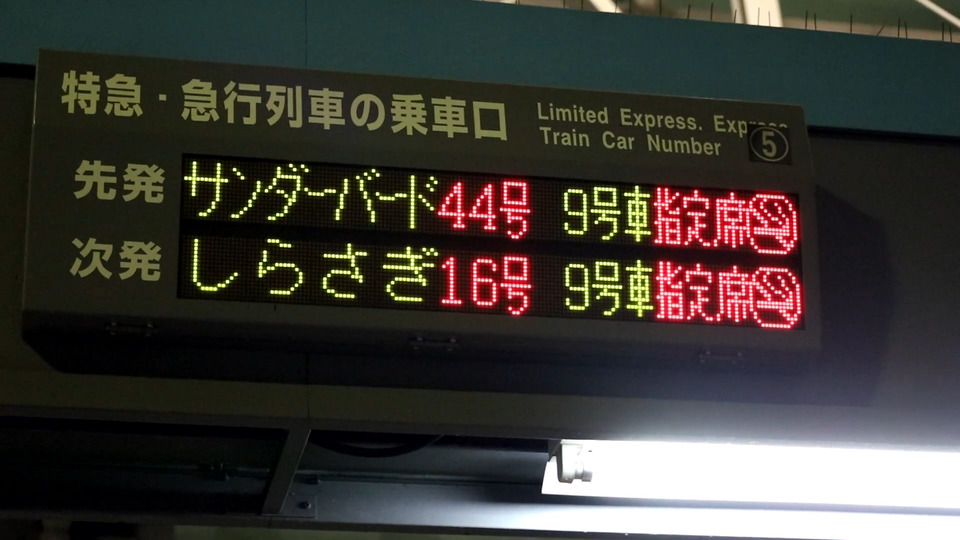 特急・急行列車の乗車口
Limited Express. Express
Train Car Number
⑤
先発 サンダーバード44号 9号車指定席
次発 しらさぎ16号 9号車指定席